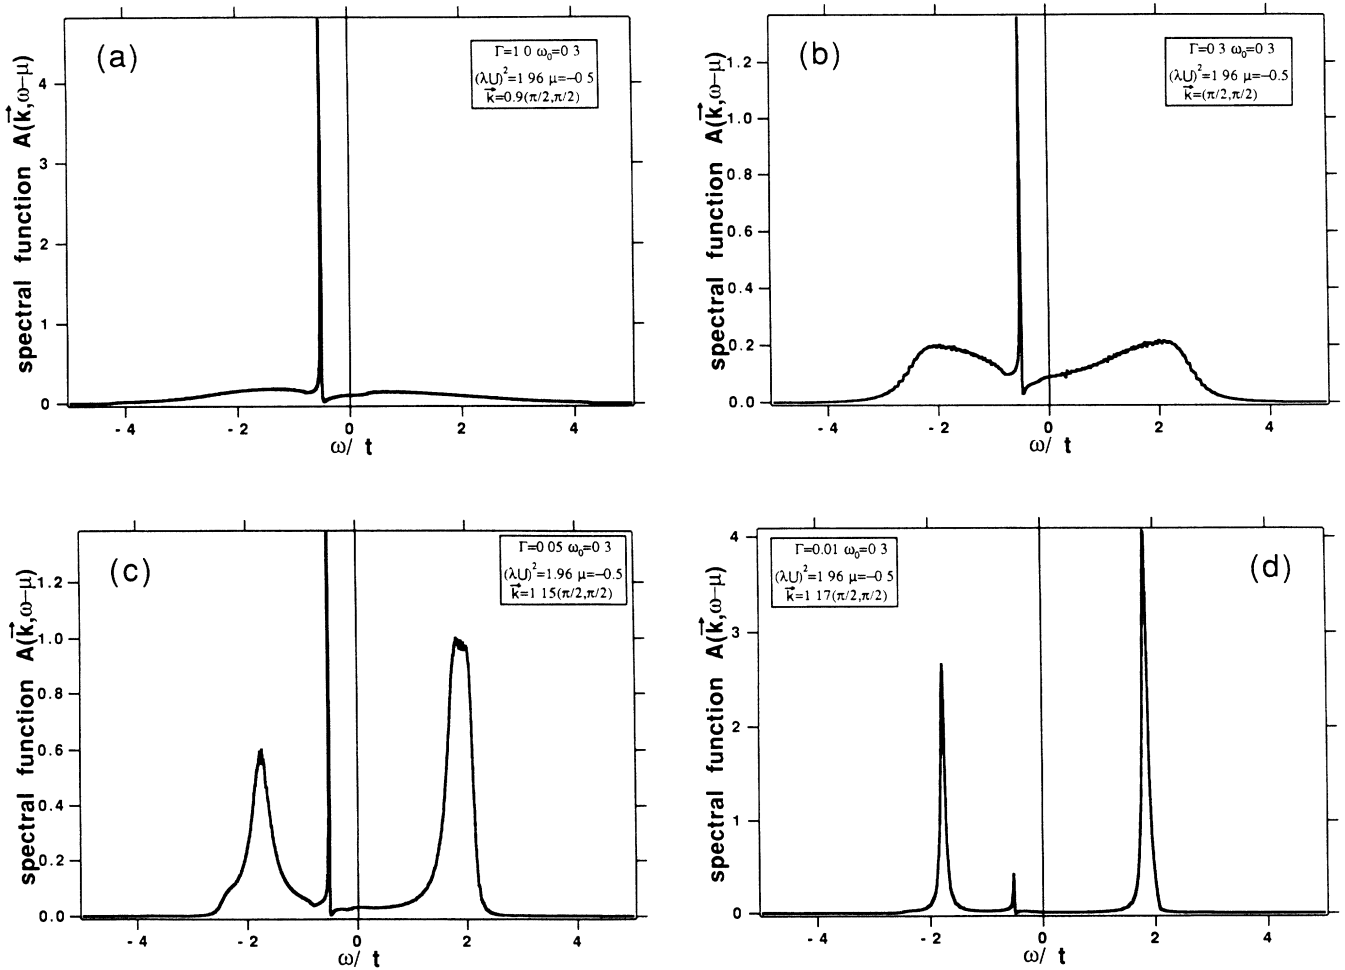 (a)
Γ=1 0 ω₀=0 3
(λU)²=1 96 μ=−0 5
k⃗=0.9(π/2,π/2)
spectral function A(k⃗,ω−μ)
4
3
2
1
0
- 4
- 2
0
2
4
ω/ t
(b)
Γ=0 3 ω₀=0 3
(λU)²=1 96 μ=−0.5
k⃗=(π/2,π/2)
spectral function A(k⃗,ω−μ)
1.2
1.0
0.8
0.6
0.4
0.2
0.0
- 4
- 2
0
2
4
ω/ t
(c)
Γ=0 05 ω₀=0 3
(λU)²=1.96 μ=−0.5
k⃗=1 15(π/2,π/2)
spectral function A(k⃗,ω−μ)
1.2
1.0
0.8
0.6
0.4
0.2
0.0
- 4
- 2
0
2
4
ω/ t
(d)
Γ=0.01 ω₀=0 3
(λU)²=1 96 μ=−0 5
k⃗=1 17(π/2,π/2)
spectral function A(k⃗,ω−μ)
4
3
2
1
0
- 4
- 2
0
2
4
ω/ t